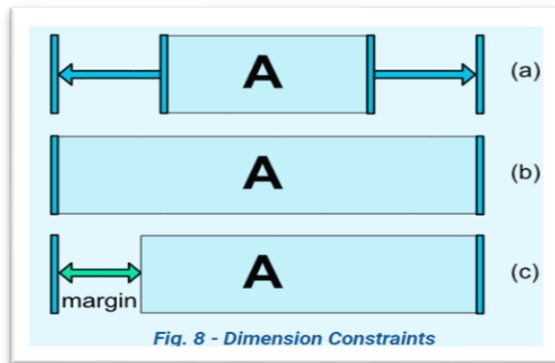 A (a)
A (b)
A (c)
margin
Fig. 8 - Dimension Constraints